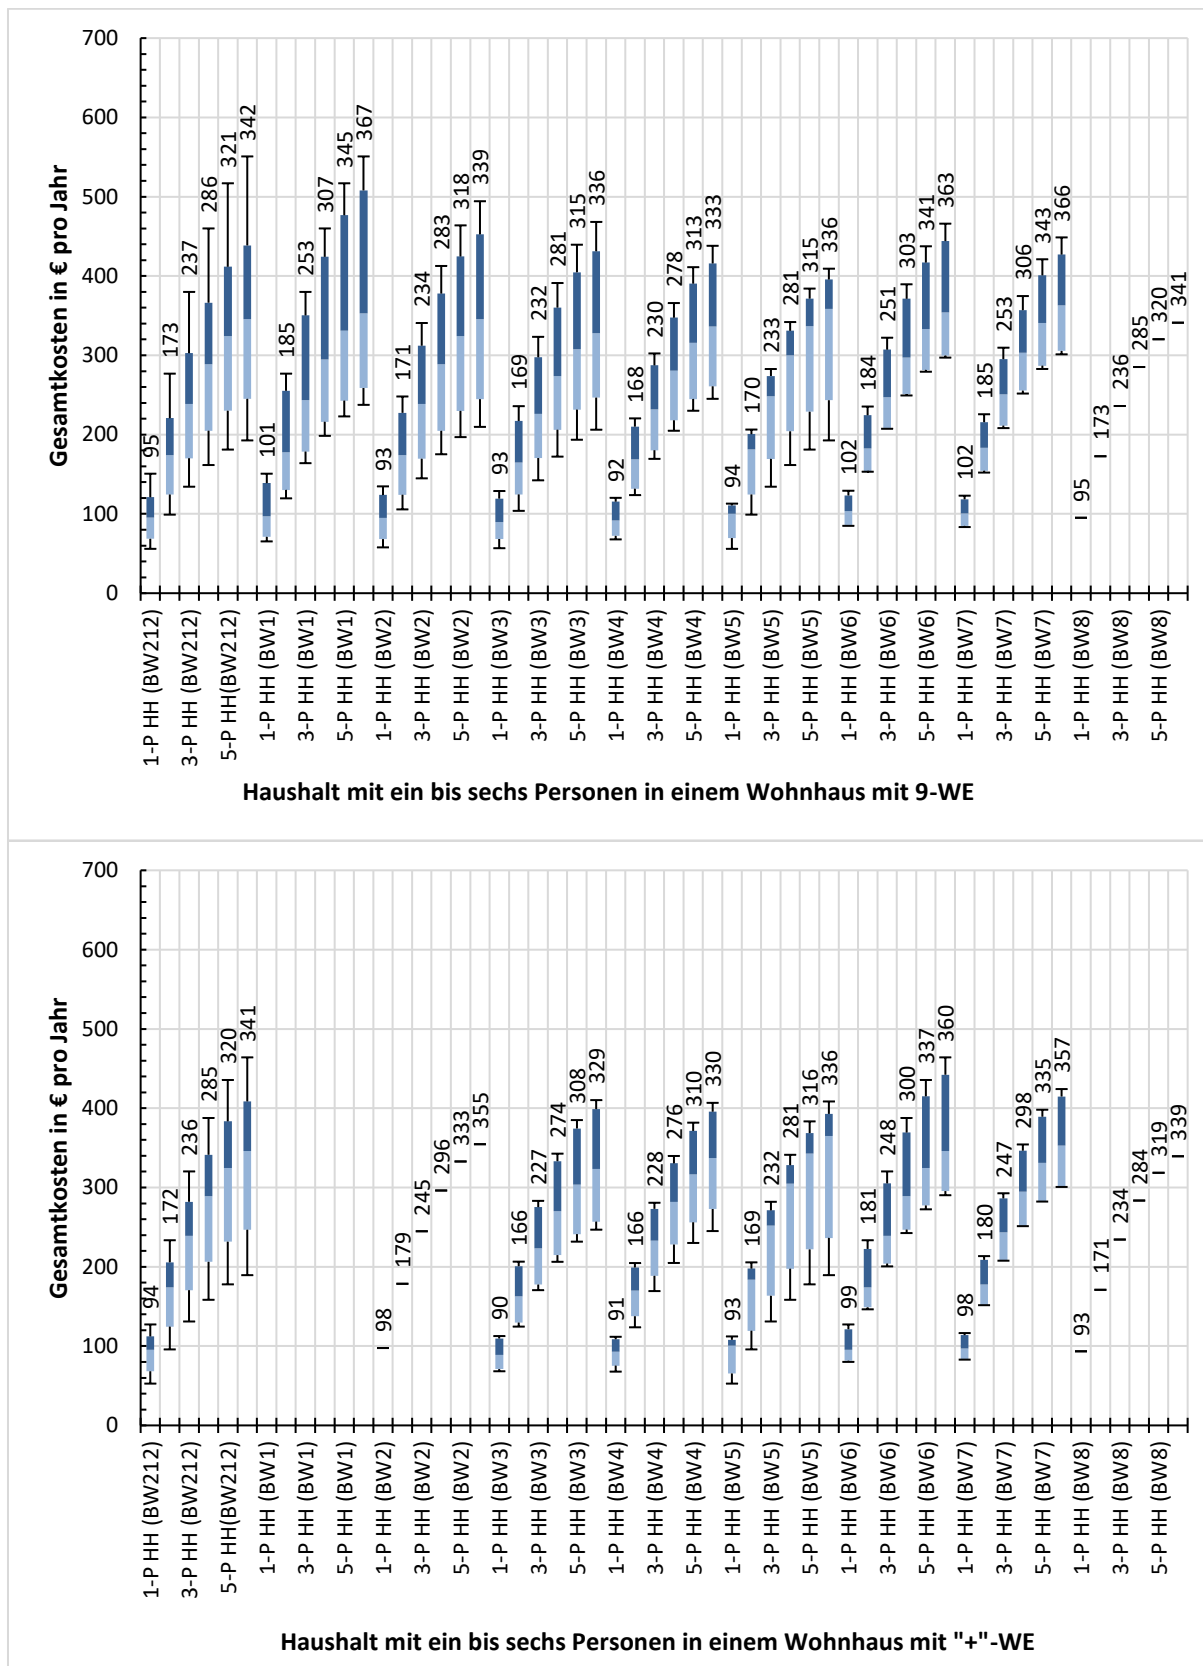 700
600
500
400
300
200
100
0
Gesamtkosten in € pro Jahr
95
173
237
286
321
342
101
185
253
307
345
367
93
171
234
283
318
339
93
169
232
281
315
336
92
168
230
278
313
333
94
170
233
281
315
336
102
184
251
303
341
363
102
185
253
306
343
366
95
173
236
285
320
341
1-P HH (BW212)
3-P HH (BW212)
5-P HH(BW212)
1-P HH (BW1)
3-P HH (BW1)
5-P HH (BW1)
1-P HH (BW2)
3-P HH (BW2)
5-P HH (BW2)
1-P HH (BW3)
3-P HH (BW3)
5-P HH (BW3)
1-P HH (BW4)
3-P HH (BW4)
5-P HH (BW4)
1-P HH (BW5)
3-P HH (BW5)
5-P HH (BW5)
1-P HH (BW6)
3-P HH (BW6)
5-P HH (BW6)
1-P HH (BW7)
3-P HH (BW7)
5-P HH (BW7)
1-P HH (BW8)
3-P HH (BW8)
5-P HH (BW8)
Haushalt mit ein bis sechs Personen in einem Wohnhaus mit 9-WE
700
600
500
400
300
200
100
0
Gesamtkosten in € pro Jahr
94
172
236
285
320
341
98
179
245
296
333
355
90
166
227
274
308
329
91
166
228
276
310
330
93
169
232
281
316
336
99
181
248
300
337
360
98
180
247
298
335
357
93
171
234
284
319
339
1-P HH (BW212)
3-P HH (BW212)
5-P HH(BW212)
1-P HH (BW1)
3-P HH (BW1)
5-P HH (BW1)
1-P HH (BW2)
3-P HH (BW2)
5-P HH (BW2)
1-P HH (BW3)
3-P HH (BW3)
5-P HH (BW3)
1-P HH (BW4)
3-P HH (BW4)
5-P HH (BW4)
1-P HH (BW5)
3-P HH (BW5)
5-P HH (BW5)
1-P HH (BW6)
3-P HH (BW6)
5-P HH (BW6)
1-P HH (BW7)
3-P HH (BW7)
5-P HH (BW7)
1-P HH (BW8)
3-P HH (BW8)
5-P HH (BW8)
Haushalt mit ein bis sechs Personen in einem Wohnhaus mit "+"-WE